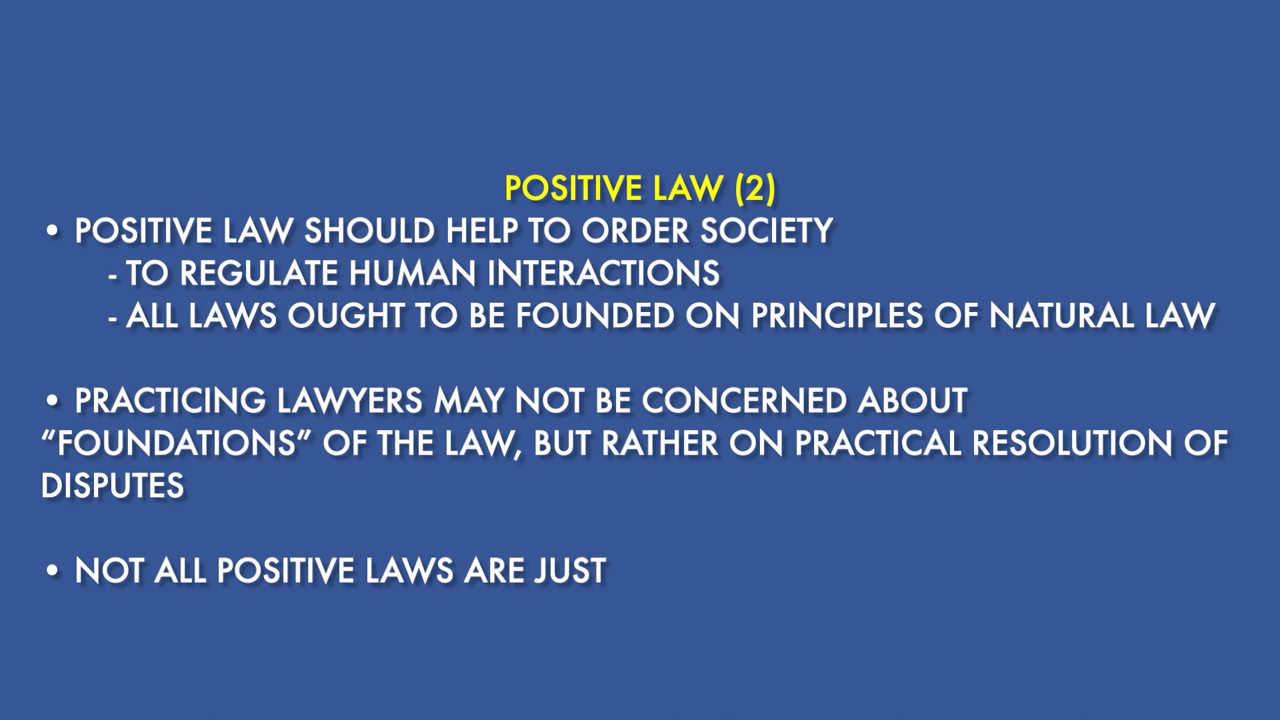 POSITIVE LAW (2)
• POSITIVE LAW SHOULD HELP TO ORDER SOCIETY
- TO REGULATE HUMAN INTERACTIONS
- ALL LAWS OUGHT TO BE FOUNDED ON PRINCIPLES OF NATURAL LAW
• PRACTICING LAWYERS MAY NOT BE CONCERNED ABOUT
“FOUNDATIONS” OF THE LAW, BUT RATHER ON PRACTICAL RESOLUTION OF
DISPUTES
• NOT ALL POSITIVE LAWS ARE JUST